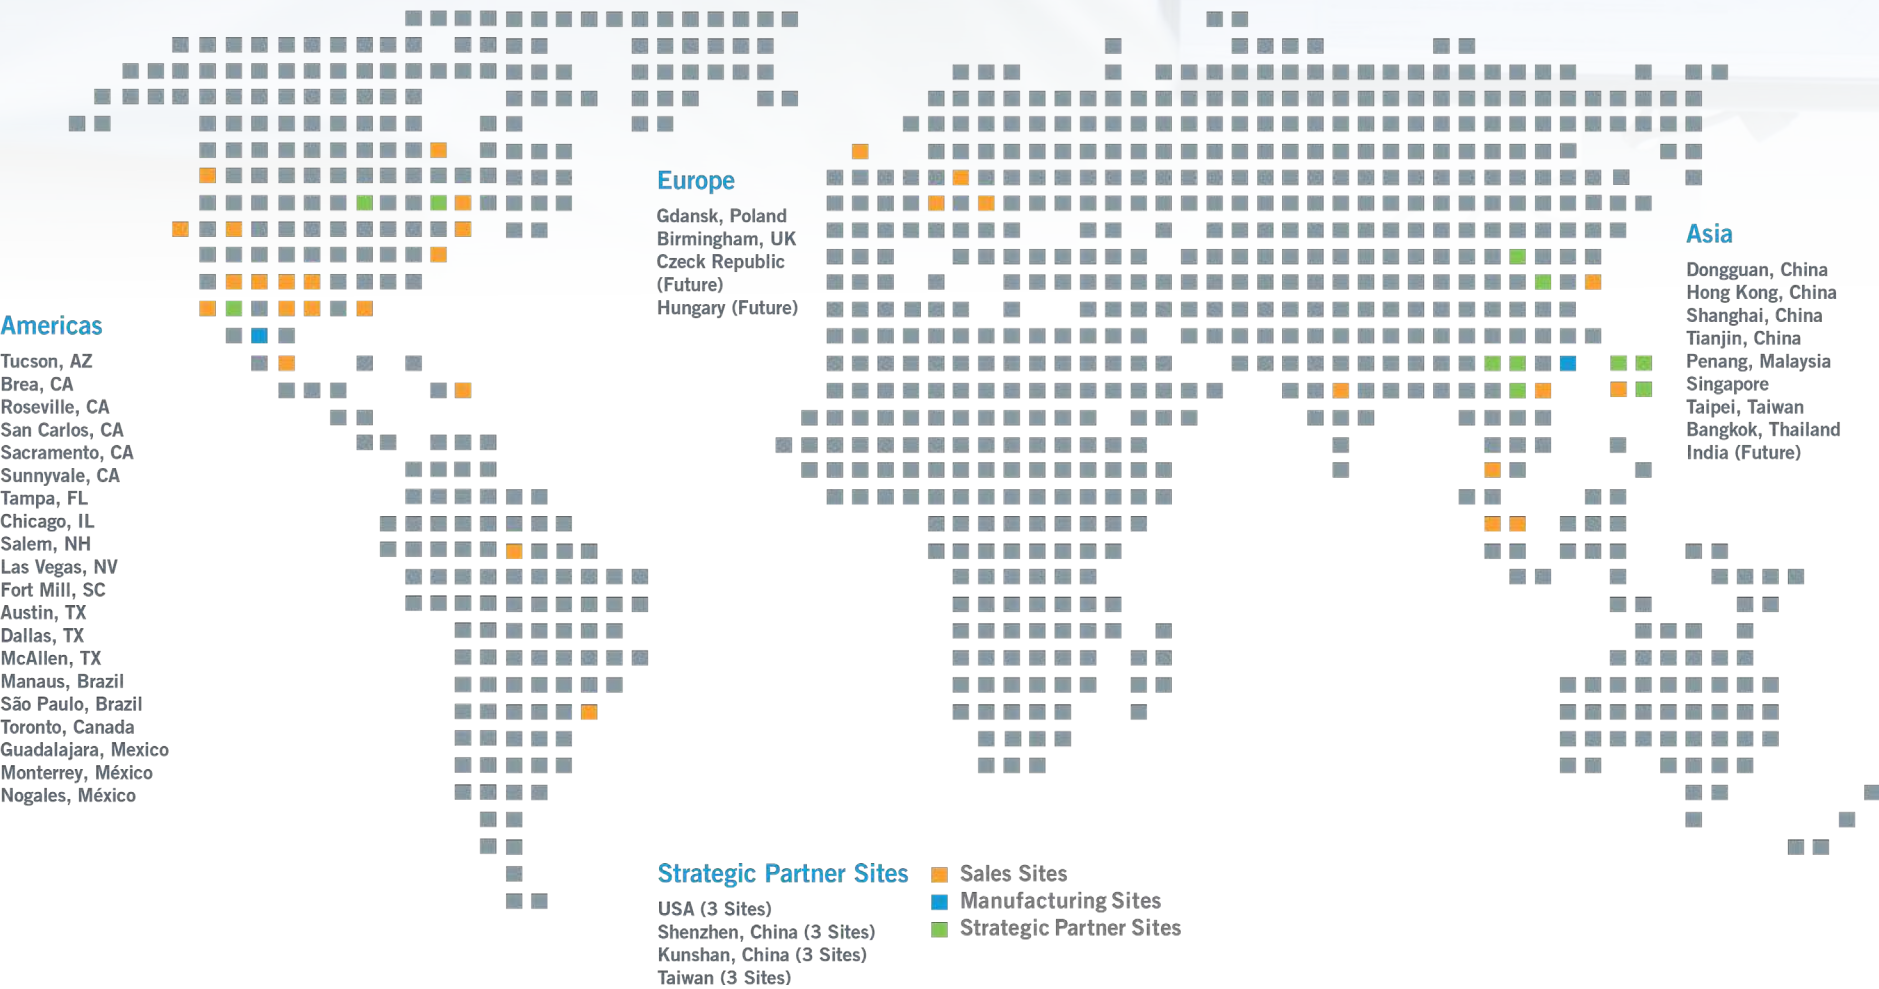 Europe
Gdansk, Poland
Birmingham, UK
Czeck Republic
(Future)
Hungary (Future)
Asia
Dongguan, China
Hong Kong, China
Shanghai, China
Tianjin, China
Penang, Malaysia
Singapore
Taipei, Taiwan
Bangkok, Thailand
India (Future)
Americas
Tucson, AZ
Brea, CA
Roseville, CA
San Carlos, CA
Sacramento, CA
Sunnyvale, CA
Tampa, FL
Chicago, IL
Salem, NH
Las Vegas, NV
Fort Mill, SC
Austin, TX
Dallas, TX
McAllen, TX
Manaus, Brazil
São Paulo, Brazil
Toronto, Canada
Guadalajara, Mexico
Monterrey, México
Nogales, México
Strategic Partner Sites
USA (3 Sites)
Shenzhen, China (3 Sites)
Kunshan, China (3 Sites)
Taiwan (3 Sites)
Sales Sites
Manufacturing Sites
Strategic Partner Sites